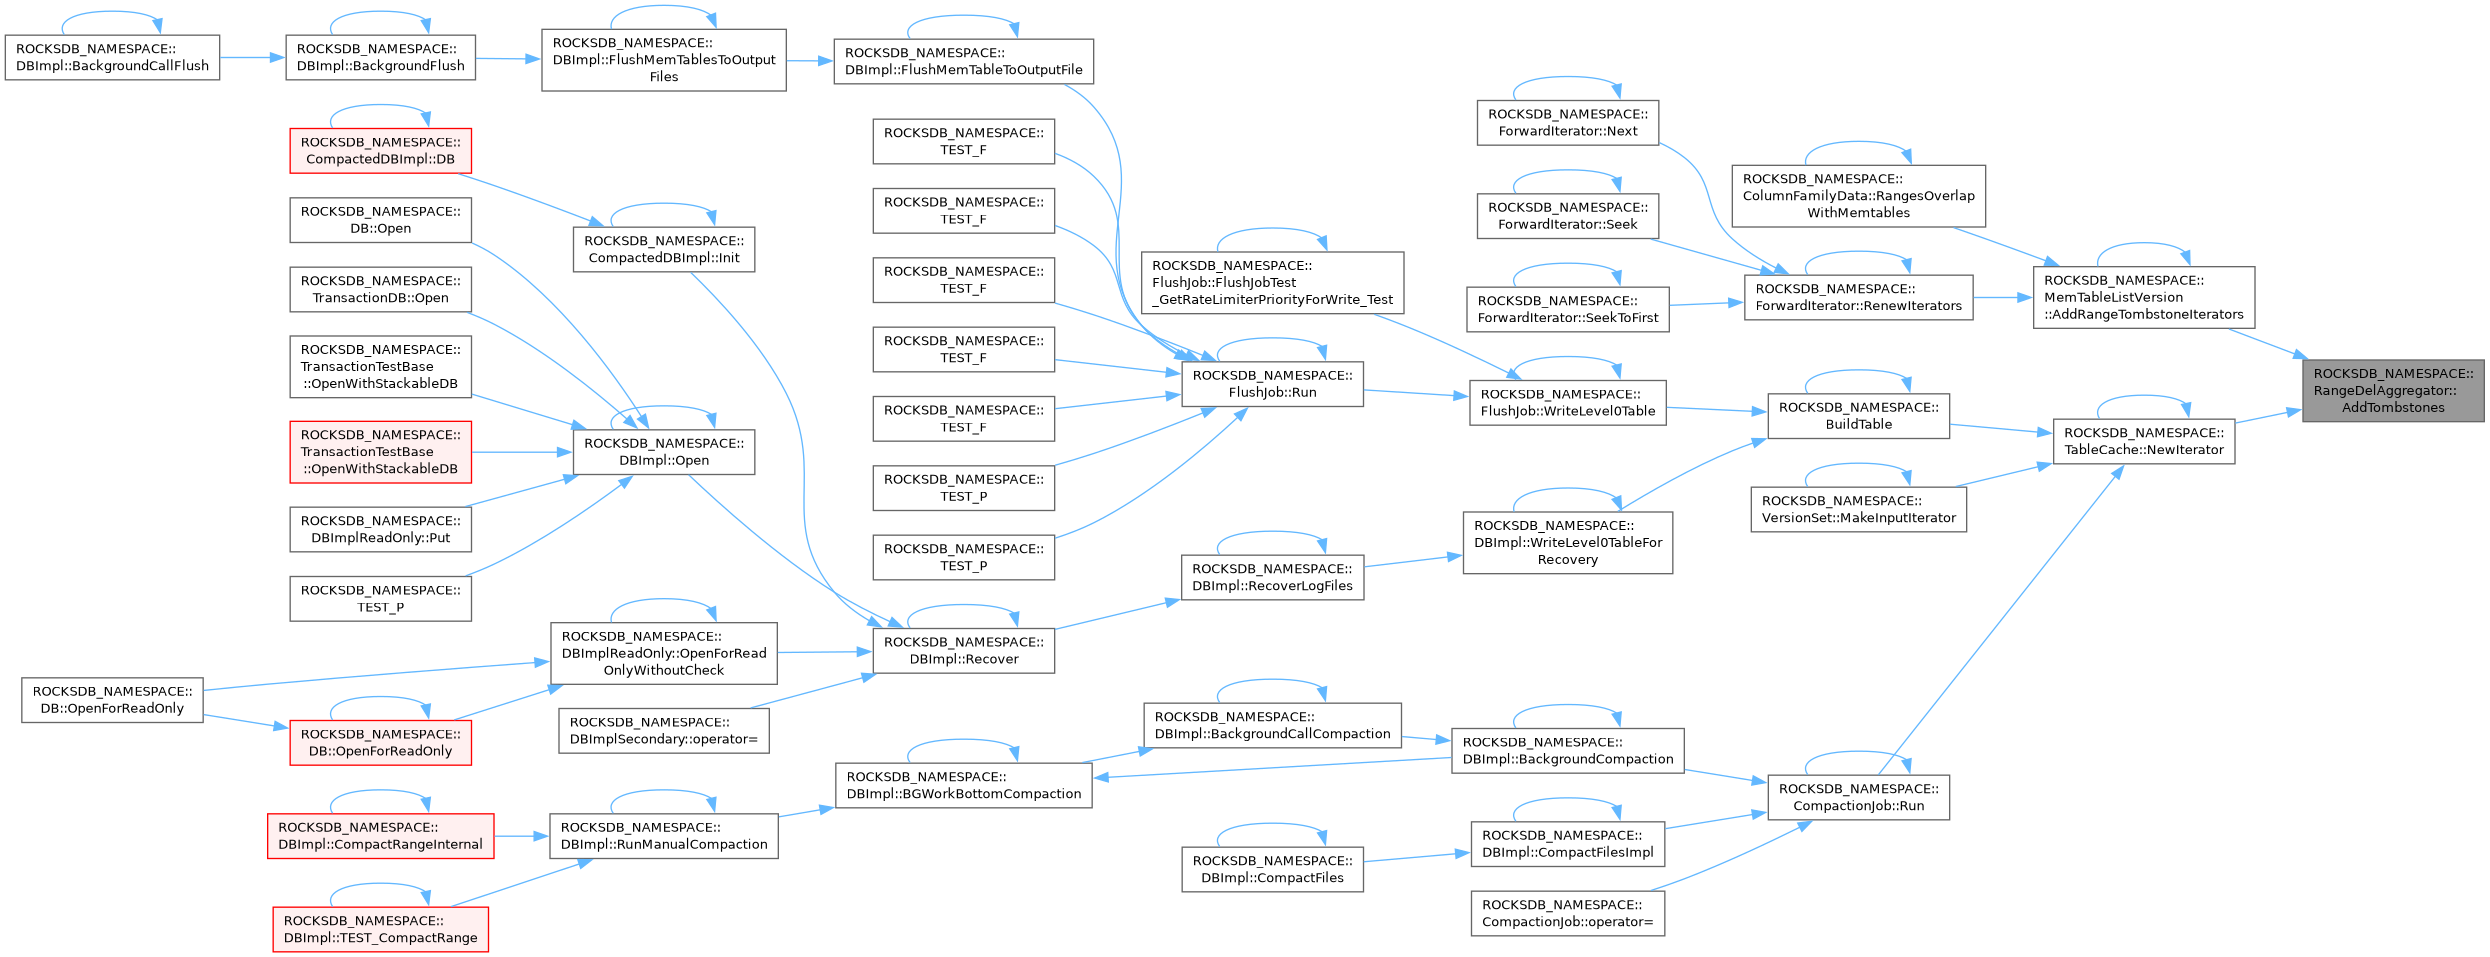 ROCKSDB_NAMESPACE::
DBImpl::BackgroundCallFlush
ROCKSDB_NAMESPACE::
DBImpl::BackgroundFlush
ROCKSDB_NAMESPACE::
DBImpl::FlushMemTablesToOutput
Files
ROCKSDB_NAMESPACE::
DBImpl::FlushMemTableToOutputFile
ROCKSDB_NAMESPACE::
CompactedDBImpl::DB
ROCKSDB_NAMESPACE::
DB::Open
ROCKSDB_NAMESPACE::
TransactionDB::Open
ROCKSDB_NAMESPACE::
TransactionTestBase
::OpenWithStackableDB
ROCKSDB_NAMESPACE::
TransactionTestBase
::OpenWithStackableDB
ROCKSDB_NAMESPACE::
DBImplReadOnly::Put
ROCKSDB_NAMESPACE::
TEST_P
ROCKSDB_NAMESPACE::
CompactedDBImpl::Init
ROCKSDB_NAMESPACE::
DBImpl::Open
ROCKSDB_NAMESPACE::
DBImplReadOnly::OpenForRead
OnlyWithoutCheck
ROCKSDB_NAMESPACE::
DB::OpenForReadOnly
ROCKSDB_NAMESPACE::
DB::OpenForReadOnly
ROCKSDB_NAMESPACE::
DBImplSecondary::operator=
ROCKSDB_NAMESPACE::
DBImpl::CompactRangeInternal
ROCKSDB_NAMESPACE::
DBImpl::TEST_CompactRange
ROCKSDB_NAMESPACE::
DBImpl::RunManualCompaction
ROCKSDB_NAMESPACE::
TEST_F
ROCKSDB_NAMESPACE::
TEST_F
ROCKSDB_NAMESPACE::
TEST_F
ROCKSDB_NAMESPACE::
TEST_F
ROCKSDB_NAMESPACE::
TEST_F
ROCKSDB_NAMESPACE::
TEST_P
ROCKSDB_NAMESPACE::
TEST_P
ROCKSDB_NAMESPACE::
DBImpl::Recover
ROCKSDB_NAMESPACE::
DBImpl::BGWorkBottomCompaction
ROCKSDB_NAMESPACE::
FlushJob::FlushJobTest
_GetRateLimiterPriorityForWrite_Test
ROCKSDB_NAMESPACE::
FlushJob::Run
ROCKSDB_NAMESPACE::
DBImpl::RecoverLogFiles
ROCKSDB_NAMESPACE::
DBImpl::BackgroundCallCompaction
ROCKSDB_NAMESPACE::
DBImpl::CompactFiles
ROCKSDB_NAMESPACE::
ForwardIterator::Next
ROCKSDB_NAMESPACE::
ForwardIterator::Seek
ROCKSDB_NAMESPACE::
ForwardIterator::SeekToFirst
ROCKSDB_NAMESPACE::
FlushJob::WriteLevel0Table
ROCKSDB_NAMESPACE::
DBImpl::WriteLevel0TableFor
Recovery
ROCKSDB_NAMESPACE::
DBImpl::BackgroundCompaction
ROCKSDB_NAMESPACE::
DBImpl::CompactFilesImpl
ROCKSDB_NAMESPACE::
CompactionJob::operator=
ROCKSDB_NAMESPACE::
ColumnFamilyData::RangesOverlap
WithMemtables
ROCKSDB_NAMESPACE::
ForwardIterator::RenewIterators
ROCKSDB_NAMESPACE::
BuildTable
ROCKSDB_NAMESPACE::
VersionSet::MakeInputIterator
ROCKSDB_NAMESPACE::
CompactionJob::Run
ROCKSDB_NAMESPACE::
MemTableListVersion
::AddRangeTombstoneIterators
ROCKSDB_NAMESPACE::
TableCache::NewIterator
ROCKSDB_NAMESPACE::
RangeDelAggregator::
AddTombstones